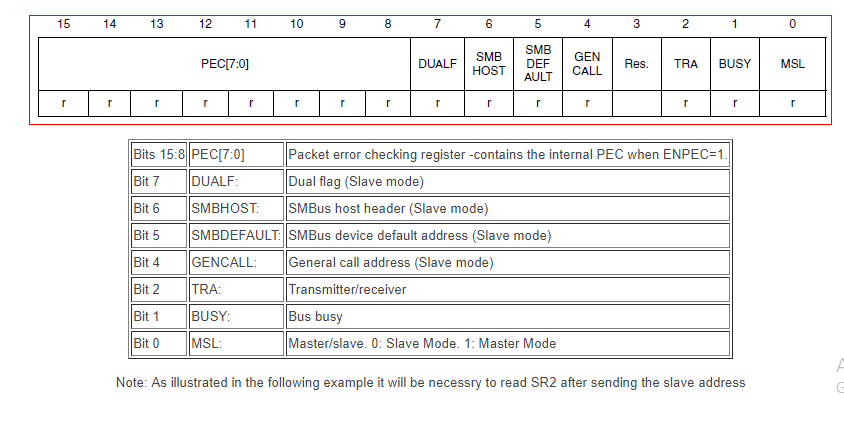 15 14 13 12 11 10 9 8 7 6 5 4 3 2 1 0
PEC[7:0] DUALF SMB HOST SMB DEF AULT GEN CALL Res. TRA BUSY MSL
r r r r r r r r r r r r r r r
Bits 15:8 PEC[7:0] Packet error checking register -contains the internal PEC when ENPEC=1.
Bit 7 DUALF: Dual flag (Slave mode)
Bit 6 SMBHOST: SMBus host header (Slave mode)
Bit 5 SMBDEFAULT: SMBus device default address (Slave mode)
Bit 4 GENCALL: General call address (Slave mode)
Bit 2 TRA: Transmitter/receiver
Bit 1 BUSY: Bus busy
Bit 0 MSL: Master/slave. 0: Slave Mode. 1: Master Mode
Note: As illustrated in the following example it will be necessry to read SR2 after sending the slave address